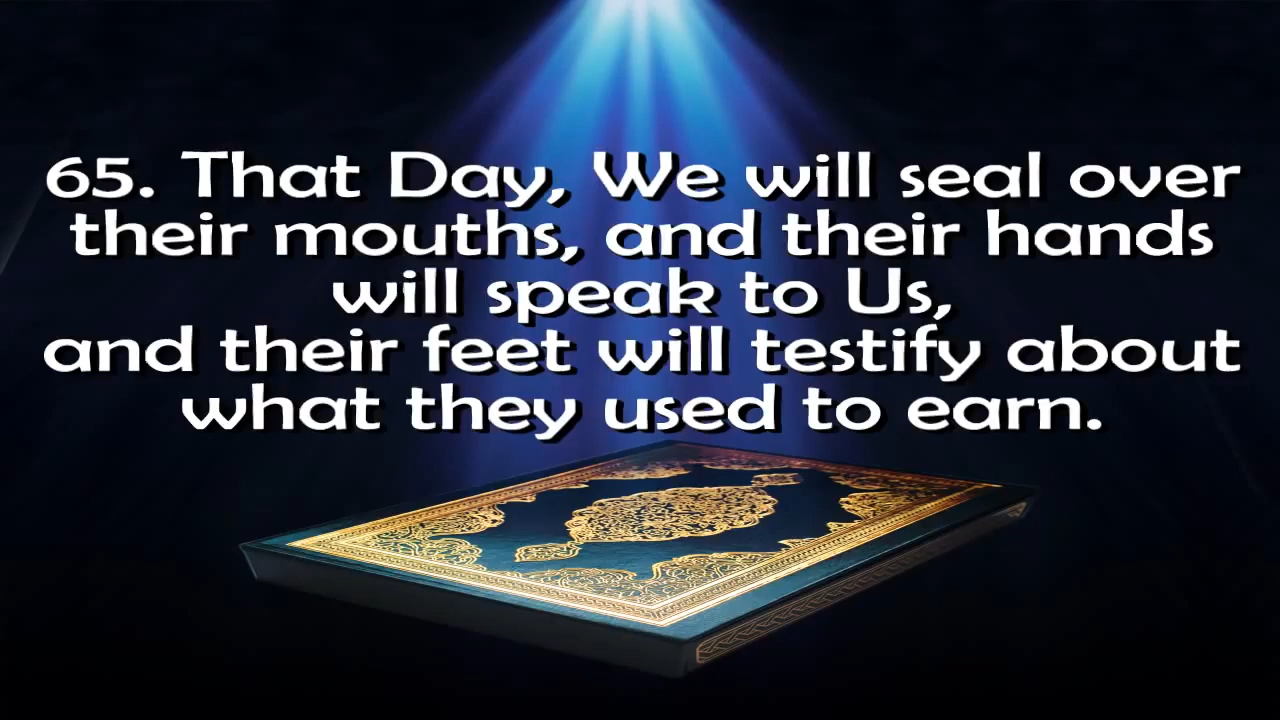 65. That Day, We will seal over
their mouths, and their hands
will speak to Us,
and their feet will testify about
what they used to earn.